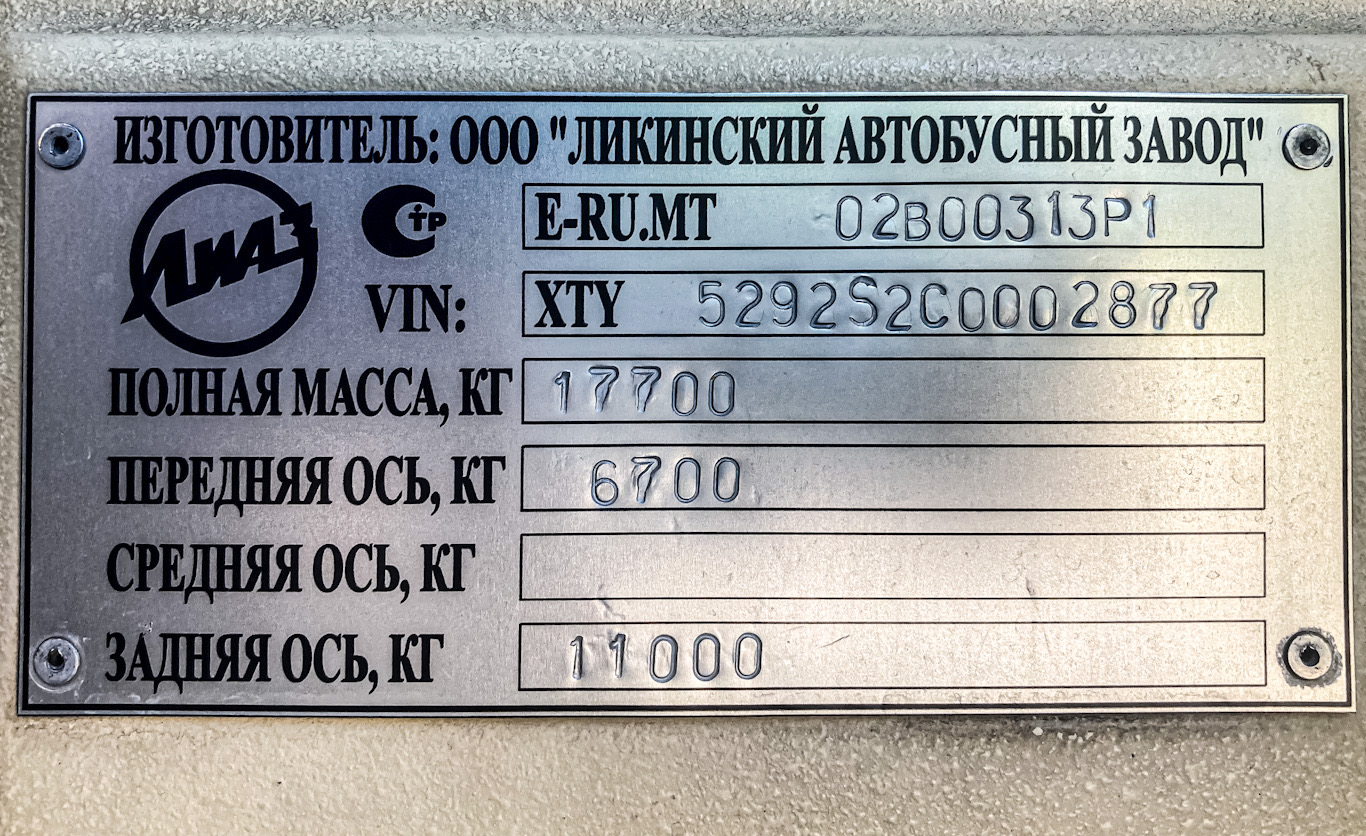 ИЗГОТОВИТЕЛЬ: ООО "ЛИКИНСКИЙ АВТОБУСНЫЙ ЗАВОД"
ЛиАЗ
СТР
E-RU.MT 02B00313P1
VIN: XTY 5292S2C0002877
ПОЛНАЯ МАССА, КГ 17700
ПЕРЕДНЯЯ ОСЬ, КГ 6700
СРЕДНЯЯ ОСЬ, КГ
ЗАДНЯЯ ОСЬ, КГ 11000